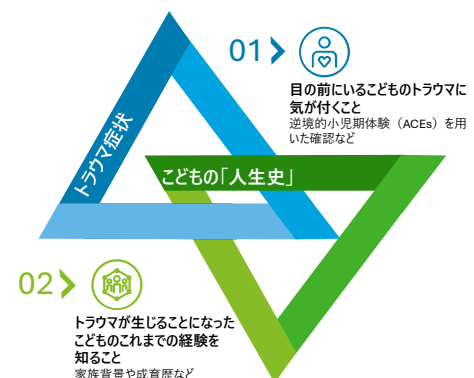 01
目の前にいるこどものトラウマに
気が付くこと
逆境的小児期体験（ACEs）を用
いた確認など
トラウマ症状
こどもの「人生史」
02
トラウマが生じることになった
こどものこれまでの経験を
知ること
家族背景や成育歴など